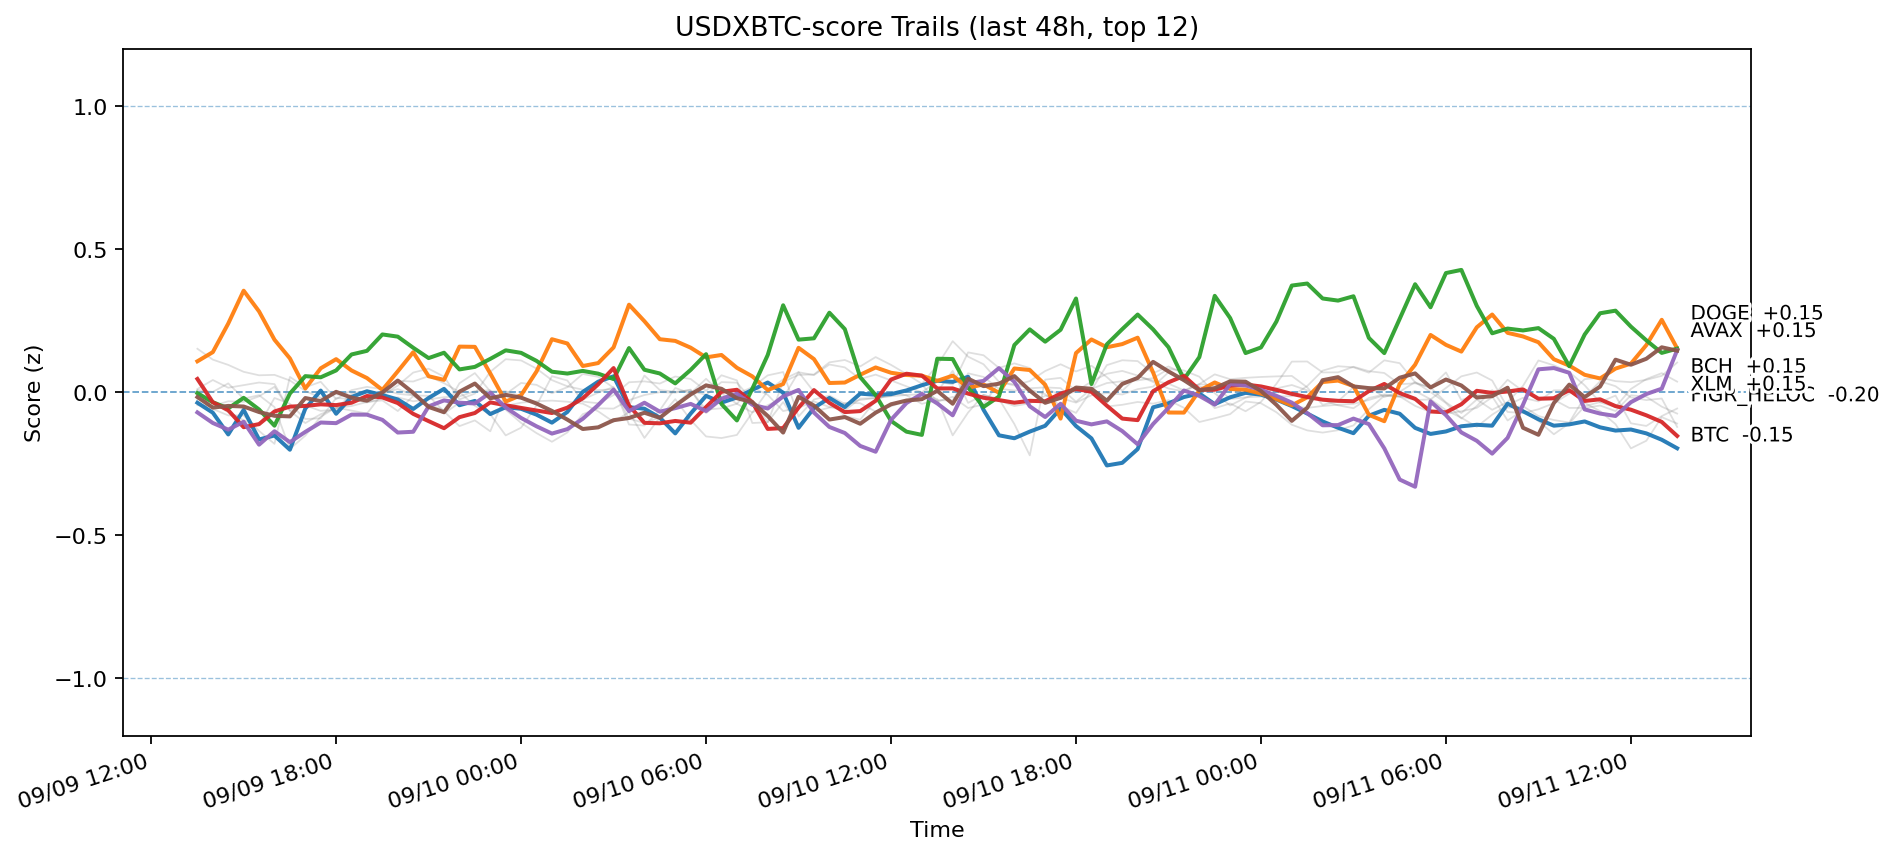 USDXBTC-score Trails (last 48h, top 12)
Score (z)
1.0
0.5
0.0
−0.5
−1.0
DOGE +0.15
AVAX +0.15
BCH +0.15
XLM +0.15
FIGR_HELOC -0.20
BTC -0.15
09/09 12:00
09/09 18:00
09/10 00:00
09/10 06:00
09/10 12:00
09/10 18:00
09/11 00:00
09/11 06:00
09/11 12:00
Time